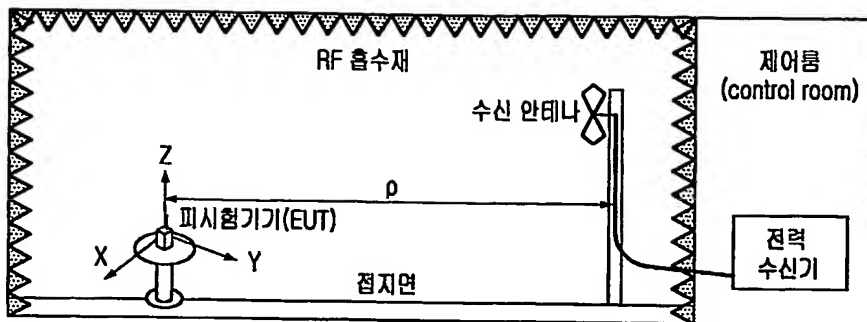 RF 흡수재
제어룸
(control room)
수신 안테나
Z
ρ
피시험기기(EUT)
X
Y
전력
수신기
접지면